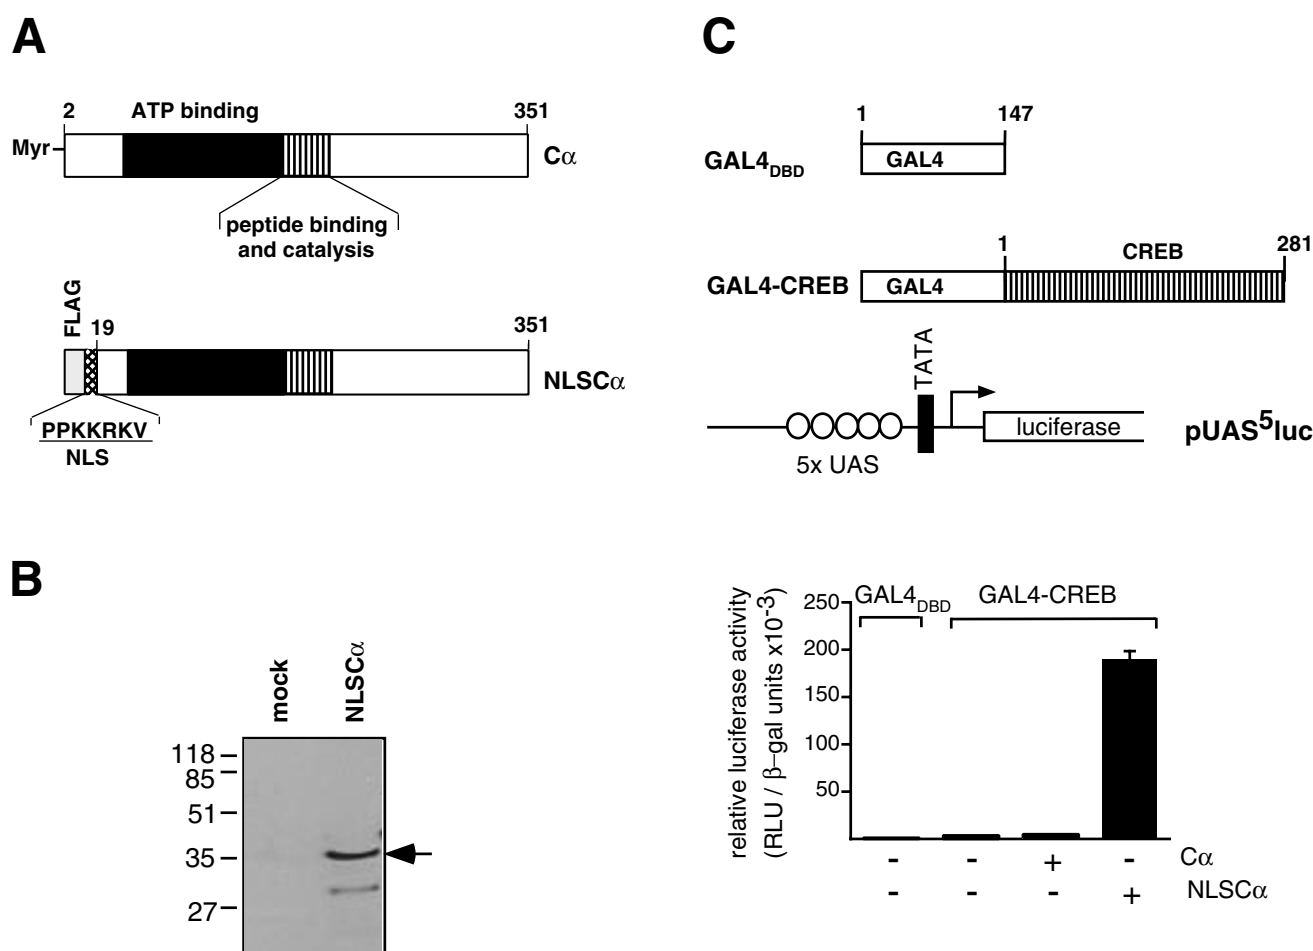 A
2 ATP binding 351
Myr Cα
peptide binding
and catalysis
FLAG
19 351
NLSCα
PPKKRKV
NLS
B
mock
NLSCα
118
85
51
35
27
C
1 147
GAL4DBD GAL4
1 CREB 281
GAL4-CREB GAL4
TATA
luciferase pUAS5luc
5x UAS
relative luciferase activity
(RLU / β–gal units x10-3)
GAL4DBD GAL4-CREB
250
200
150
100
50
- - + - Cα
- - - + NLSCα